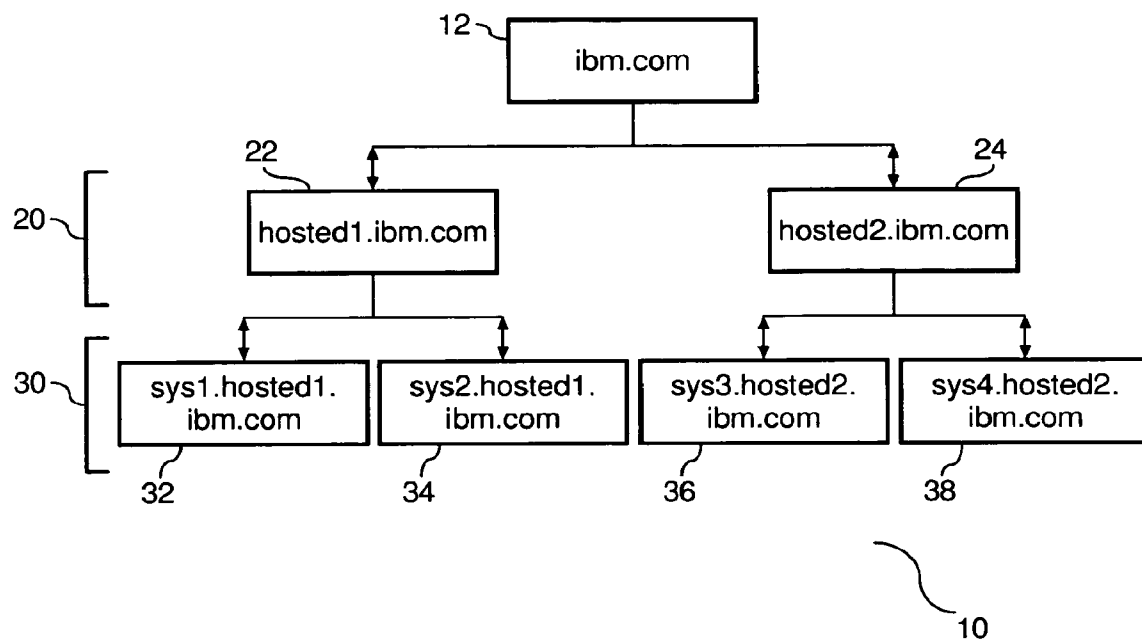 12
ibm.com
22
24
20
hosted1.ibm.com
hosted2.ibm.com
30
sys1.hosted1.
ibm.com
sys2.hosted1.
ibm.com
sys3.hosted2.
ibm.com
sys4.hosted2.
ibm.com
32
34
36
38
10